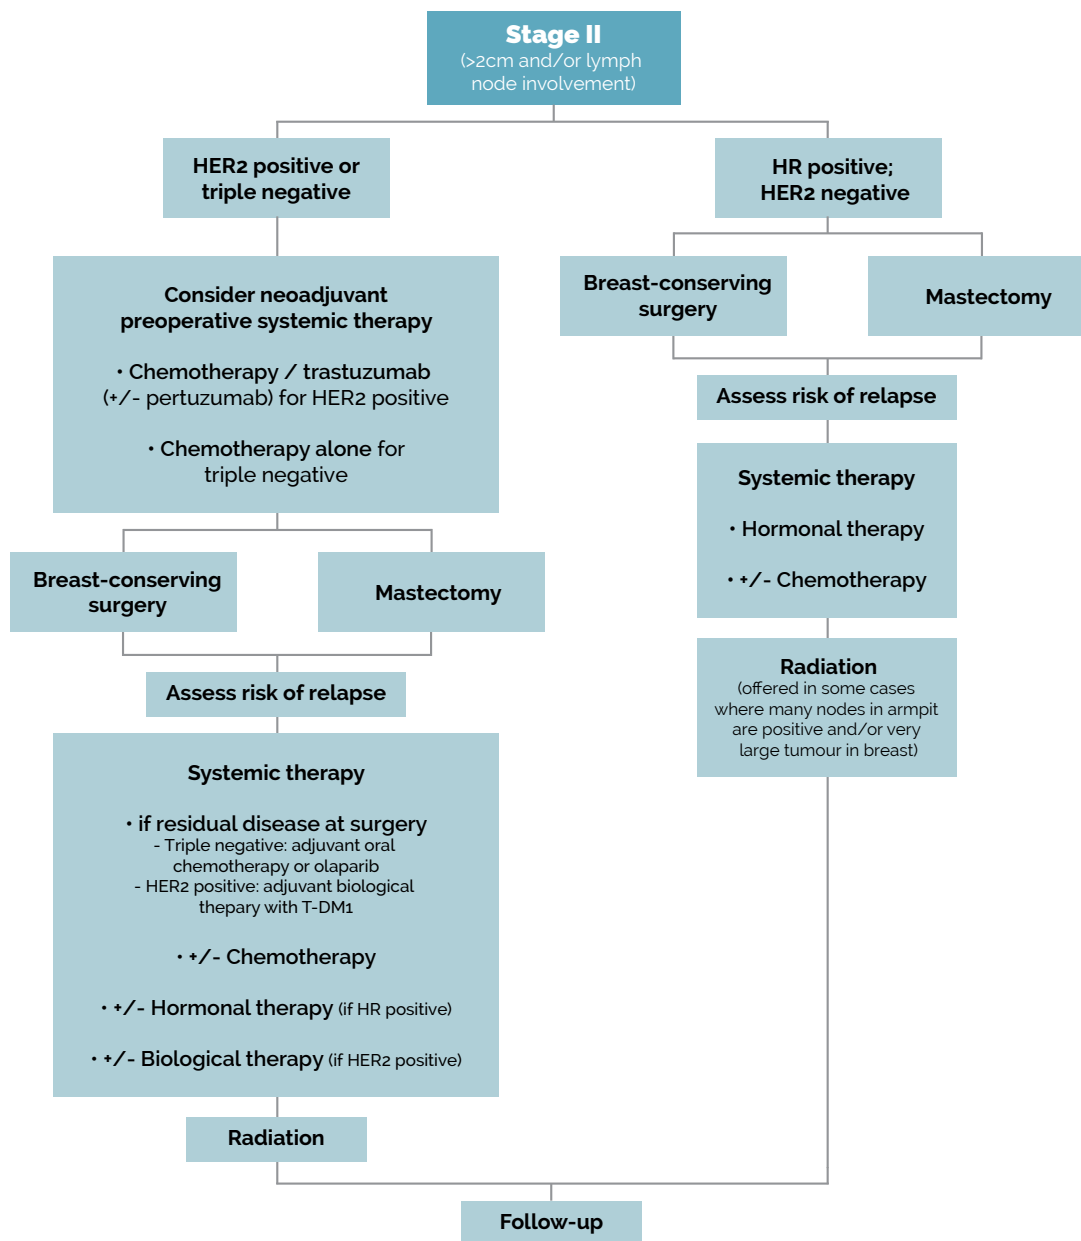 Stage II
(>2cm and/or lymph
node involvement)
HER2 positive or
triple negative
Consider neoadjuvant
preoperative systemic therapy
• Chemotherapy / trastuzumab
(+/- pertuzumab) for HER2 positive
• Chemotherapy alone for
triple negative
Breast-conserving
surgery
Mastectomy
Assess risk of relapse
Systemic therapy
• if residual disease at surgery
- Triple negative: adjuvant oral
chemotherapy or olaparib
- HER2 positive: adjuvant biological
thepary with T-DM1
• +/- Chemotherapy
• +/- Hormonal therapy (if HR positive)
• +/- Biological therapy (if HER2 positive)
Radiation
HR positive;
HER2 negative
Breast-conserving
surgery
Mastectomy
Assess risk of relapse
Systemic therapy
• Hormonal therapy
• +/- Chemotherapy
Radiation
(offered in some cases
where many nodes in armpit
are positive and/or very
large tumour in breast)
Follow-up